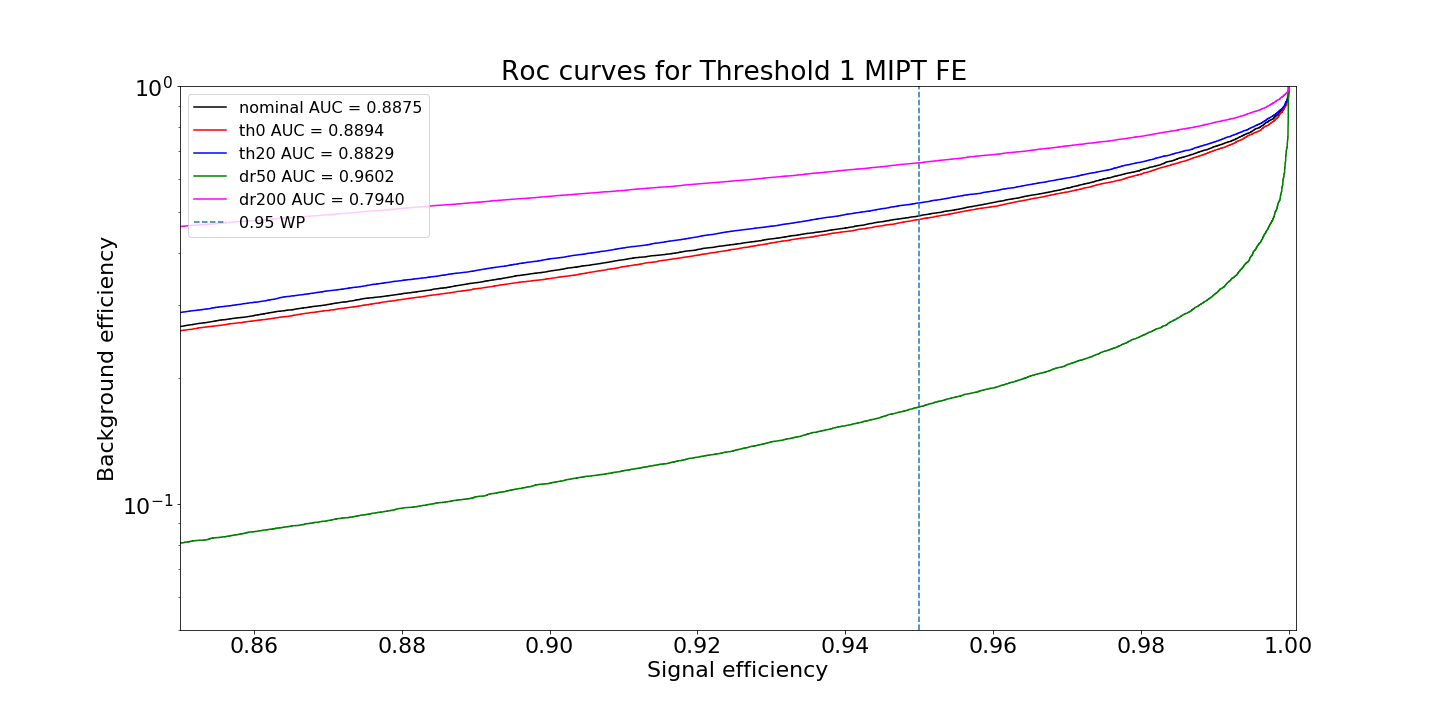 Roc curves for Threshold 1 MIPT FE
10^0
nominal AUC = 0.8875
th0 AUC = 0.8894
th20 AUC = 0.8829
dr50 AUC = 0.9602
dr200 AUC = 0.7940
0.95 WP
Background efficiency
10^-1
0.86 0.88 0.90 0.92 0.94 0.96 0.98 1.00
Signal efficiency